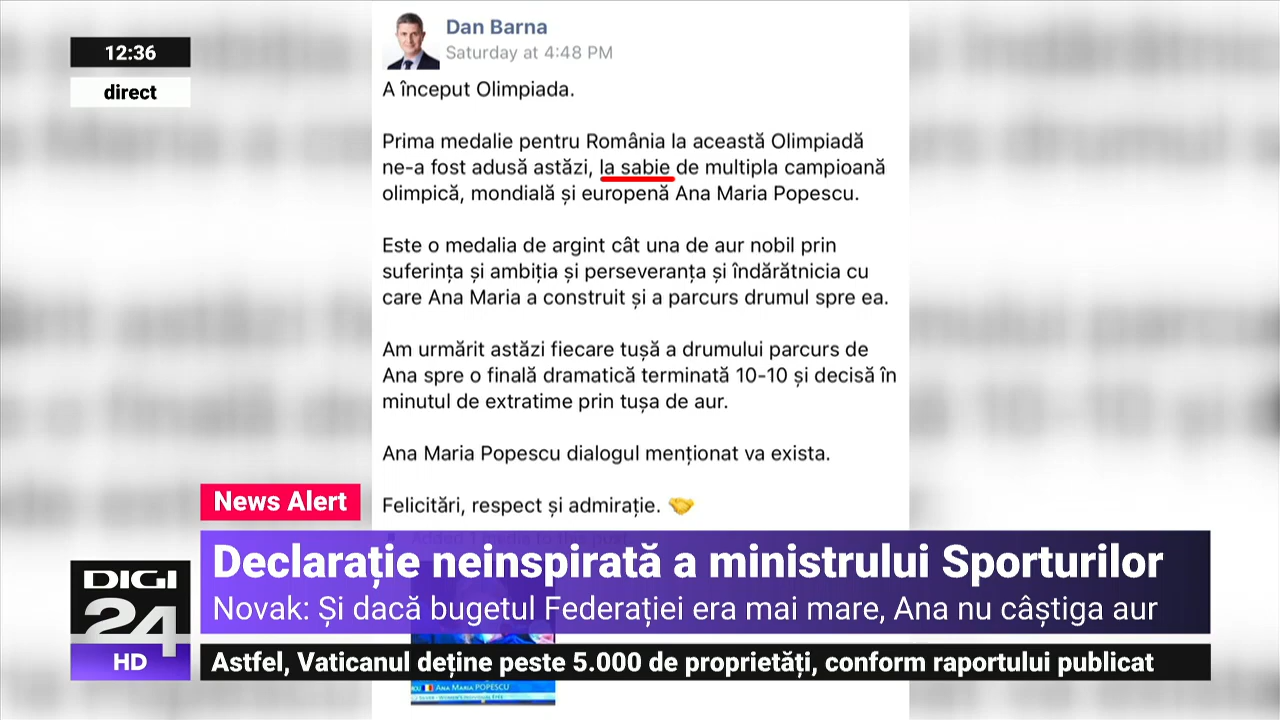 12:36
direct
Dan Barna
Saturday at 4:48 PM
A început Olimpiada.
Prima medalie pentru România la această Olimpiadă
ne-a fost adusă astăzi, la sabie de multipla campioană
olimpică, mondială și europenă Ana Maria Popescu.
Este o medalia de argint cât una de aur nobil prin
suferința și ambiția și perseveranța și îndărătnicia cu
care Ana Maria a construit și a parcurs drumul spre ea.
Am urmărit astăzi fiecare tușă a drumului parcurs de
Ana spre o finală dramatică terminată 10-10 și decisă în
minutul de extratime prin tușa de aur.
Ana Maria Popescu dialogul menționat va exista.
Felicitări, respect și admirație.
News Alert
Declarație neinspirată a ministrului Sporturilor
Novak: Și dacă bugetul Federației era mai mare, Ana nu câștiga aur
DIGI
24
HD
Astfel, Vaticanul deține peste 5.000 de proprietăți, conform raportului publicat
Ana Maria POPESCU